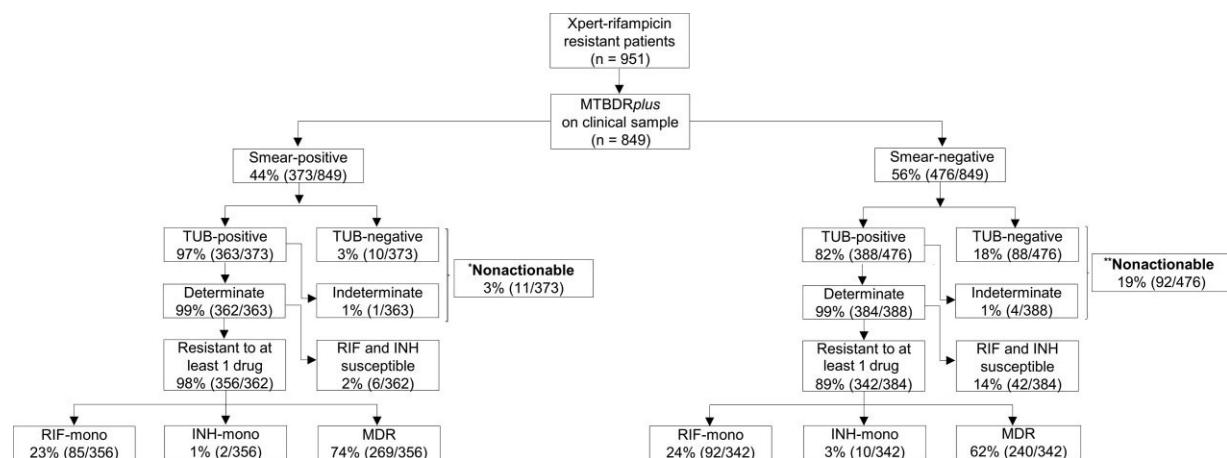 Xpert-rifampicin
resistant patients
(n = 951)
MTBDRplus
on clinical sample
(n = 849)
Smear-positive
44% (373/849)
Smear-negative
56% (476/849)
TUB-positive
97% (363/373)
TUB-negative
3% (10/373)
*Nonactionable
3% (11/373)
Determinate
99% (362/363)
Indeterminate
1% (1/363)
Resistant to at
least 1 drug
98% (356/362)
RIF and INH
susceptible
2% (6/362)
RIF-mono
23% (85/356)
INH-mono
1% (2/356)
MDR
74% (269/356)
TUB-positive
82% (388/476)
TUB-negative
18% (88/476)
**Nonactionable
19% (92/476)
Determinate
99% (384/388)
Indeterminate
1% (4/388)
Resistant to at
least 1 drug
89% (342/384)
RIF and INH
susceptible
14% (42/384)
RIF-mono
24% (92/342)
INH-mono
3% (10/342)
MDR
62% (240/342)